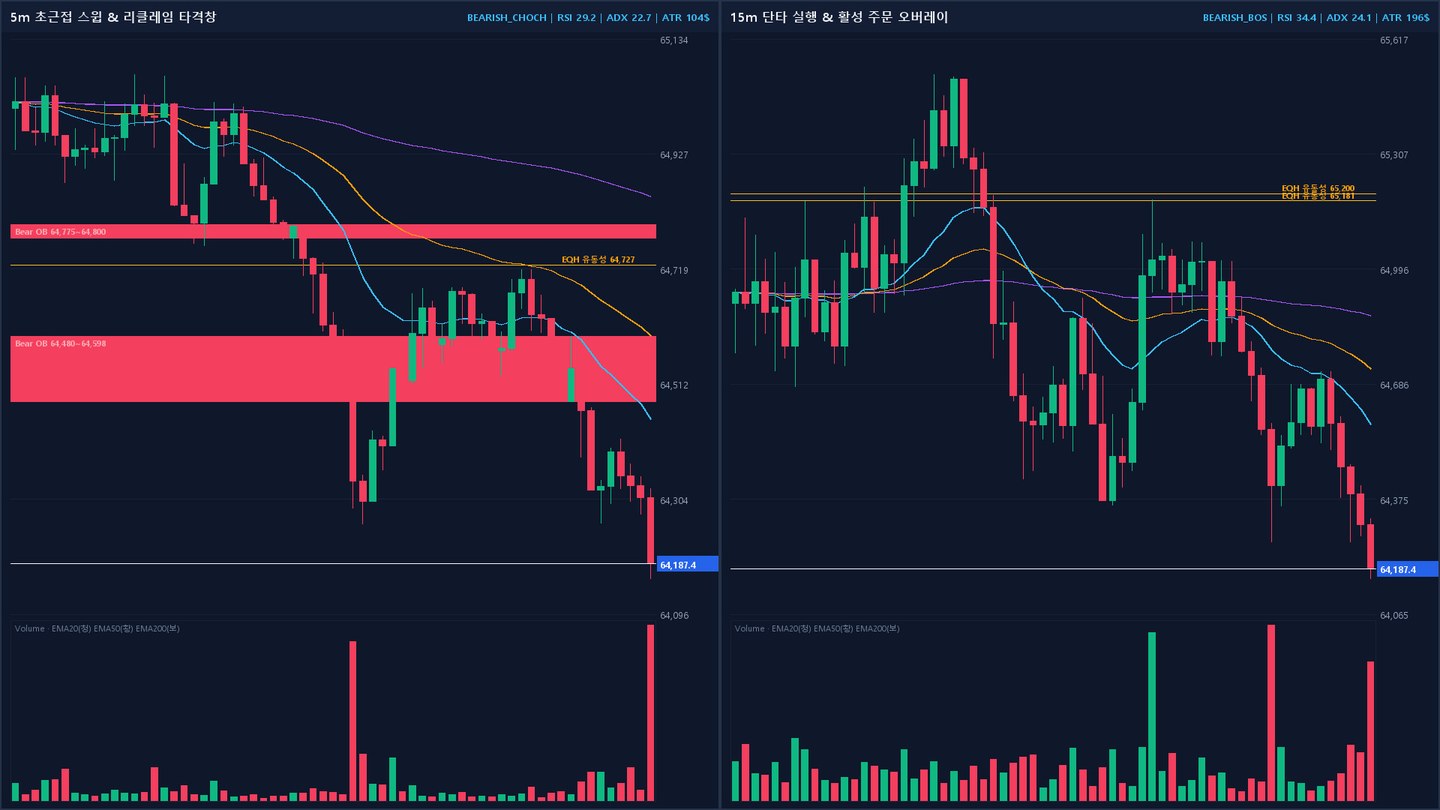 5m 초근접 스윕 & 리클레임 타격창
BEARISH_CHOCH | RSI 29.2 | ADX 22.7 | ATR 104$
65,134
64,927
Bear OB 64,775~64,800
EQH 유동성 64,727
64,719
Bear OB 64,480~64,598
64,512
64,304
64,187.4
64,096
Volume · EMA20(청) EMA50(황) EMA200(보)
15m 단타 실행 & 활성 주문 오버레이
BEARISH_BOS | RSI 34.4 | ADX 24.1 | ATR 196$
65,617
65,307
EQH 유동성 65,200
EQH 유동성 65,181
64,996
64,686
64,375
64,187.4
64,065
Volume · EMA20(청) EMA50(황) EMA200(보)